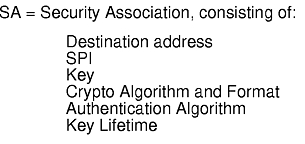 SA = Security Association, consisting of:
Destination address
SPI
Key
Crypto Algorithm and Format
Authentication Algorithm
Key Lifetime